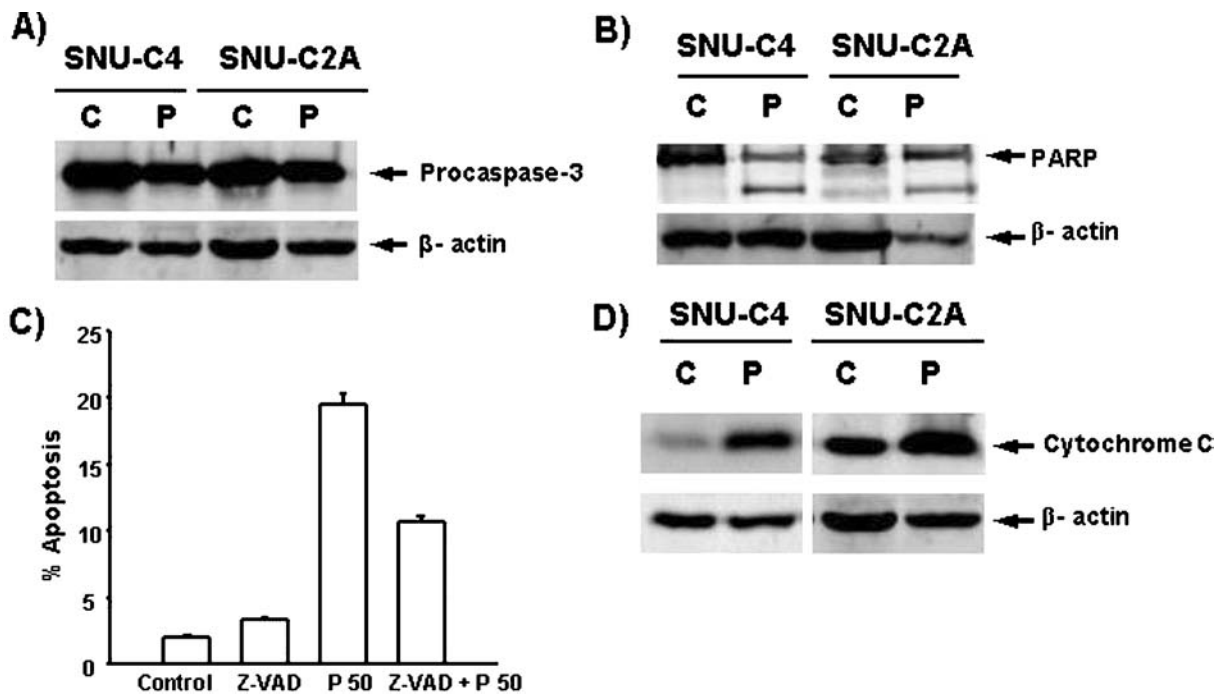 A)
SNU-C4 SNU-C2A
C P C P
Procaspase-3
β- actin
B)
SNU-C4 SNU-C2A
C P C P
PARP
β- actin
C)
% Apoptosis
25
20
15
10
5
0
Control Z-VAD P 50 Z-VAD + P 50
D)
SNU-C4 SNU-C2A
C P C P
Cytochrome C
β- actin